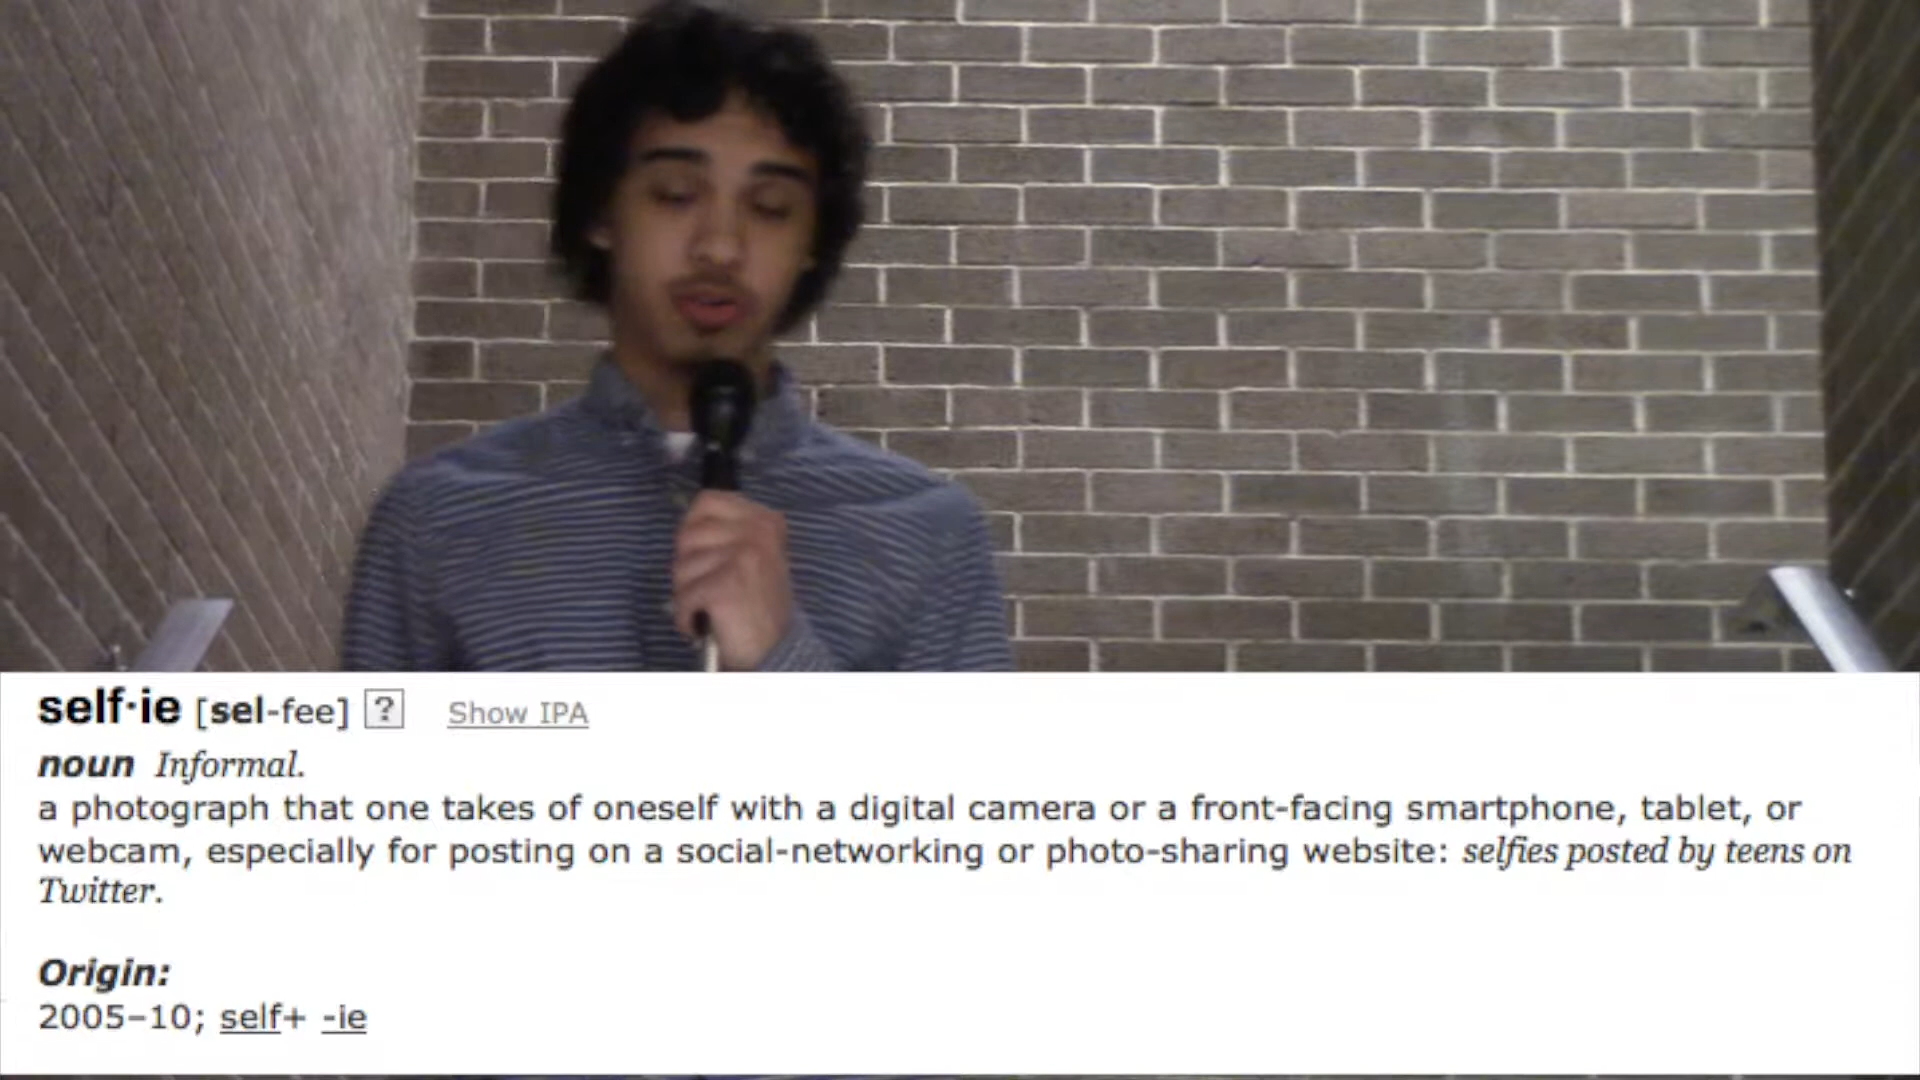 self·ie [sel-fee] ? Show IPA
noun Informal.
a photograph that one takes of oneself with a digital camera or a front-facing smartphone, tablet, or
webcam, especially for posting on a social-networking or photo-sharing website: selfies posted by teens on
Twitter.
Origin:
2005–10; self+ -ie